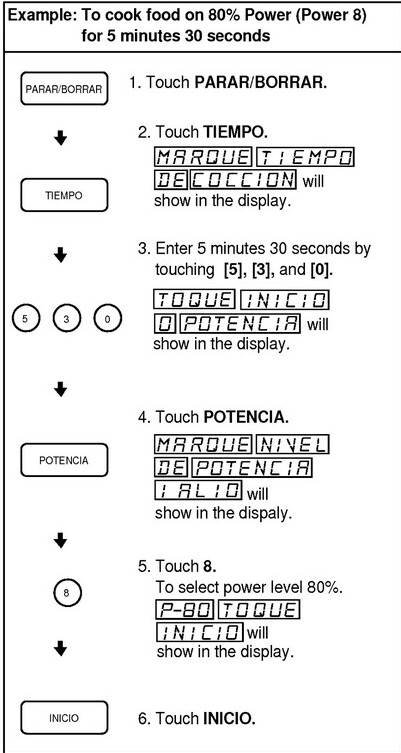 Example: To cook food on 80% Power (Power 8)
for 5 minutes 30 seconds
PARAR/BORRAR
1. Touch PARAR/BORRAR.
2. Touch TIEMPO.
MARQUE TIEMPO
DE COCCION will
show in the display.
TIEMPO
3. Enter 5 minutes 30 seconds by
touching [5], [3], and [0].
5 3 0
TOQUE INICIO
O POTENCIA will
show in the display.
4. Touch POTENCIA.
POTENCIA
MARQUE NIVEL
DE POTENCIA
1 AL 10 will
show in the dispaly.
5. Touch 8.
To select power level 80%.
8
P-80 TOQUE
INICIO will
show in the display.
INICIO
6. Touch INICIO.